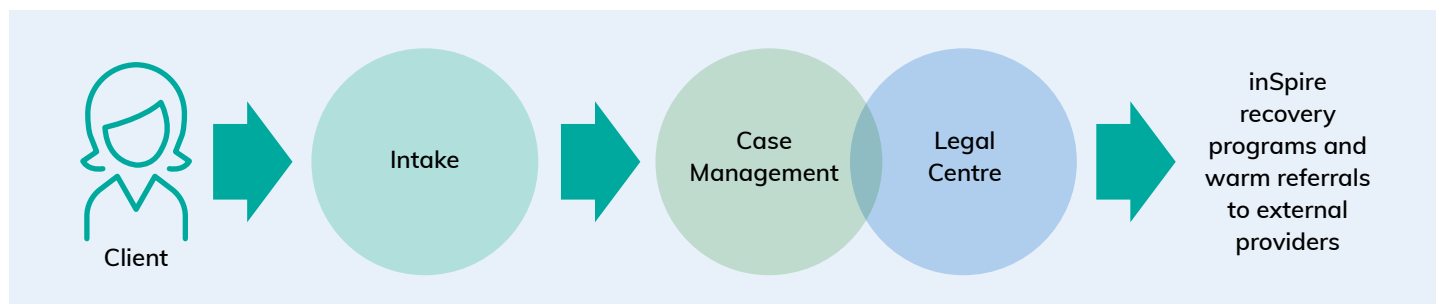 Client
Intake
Case
Management
Legal
Centre
inSpire
recovery
programs and
warm referrals
to external
providers